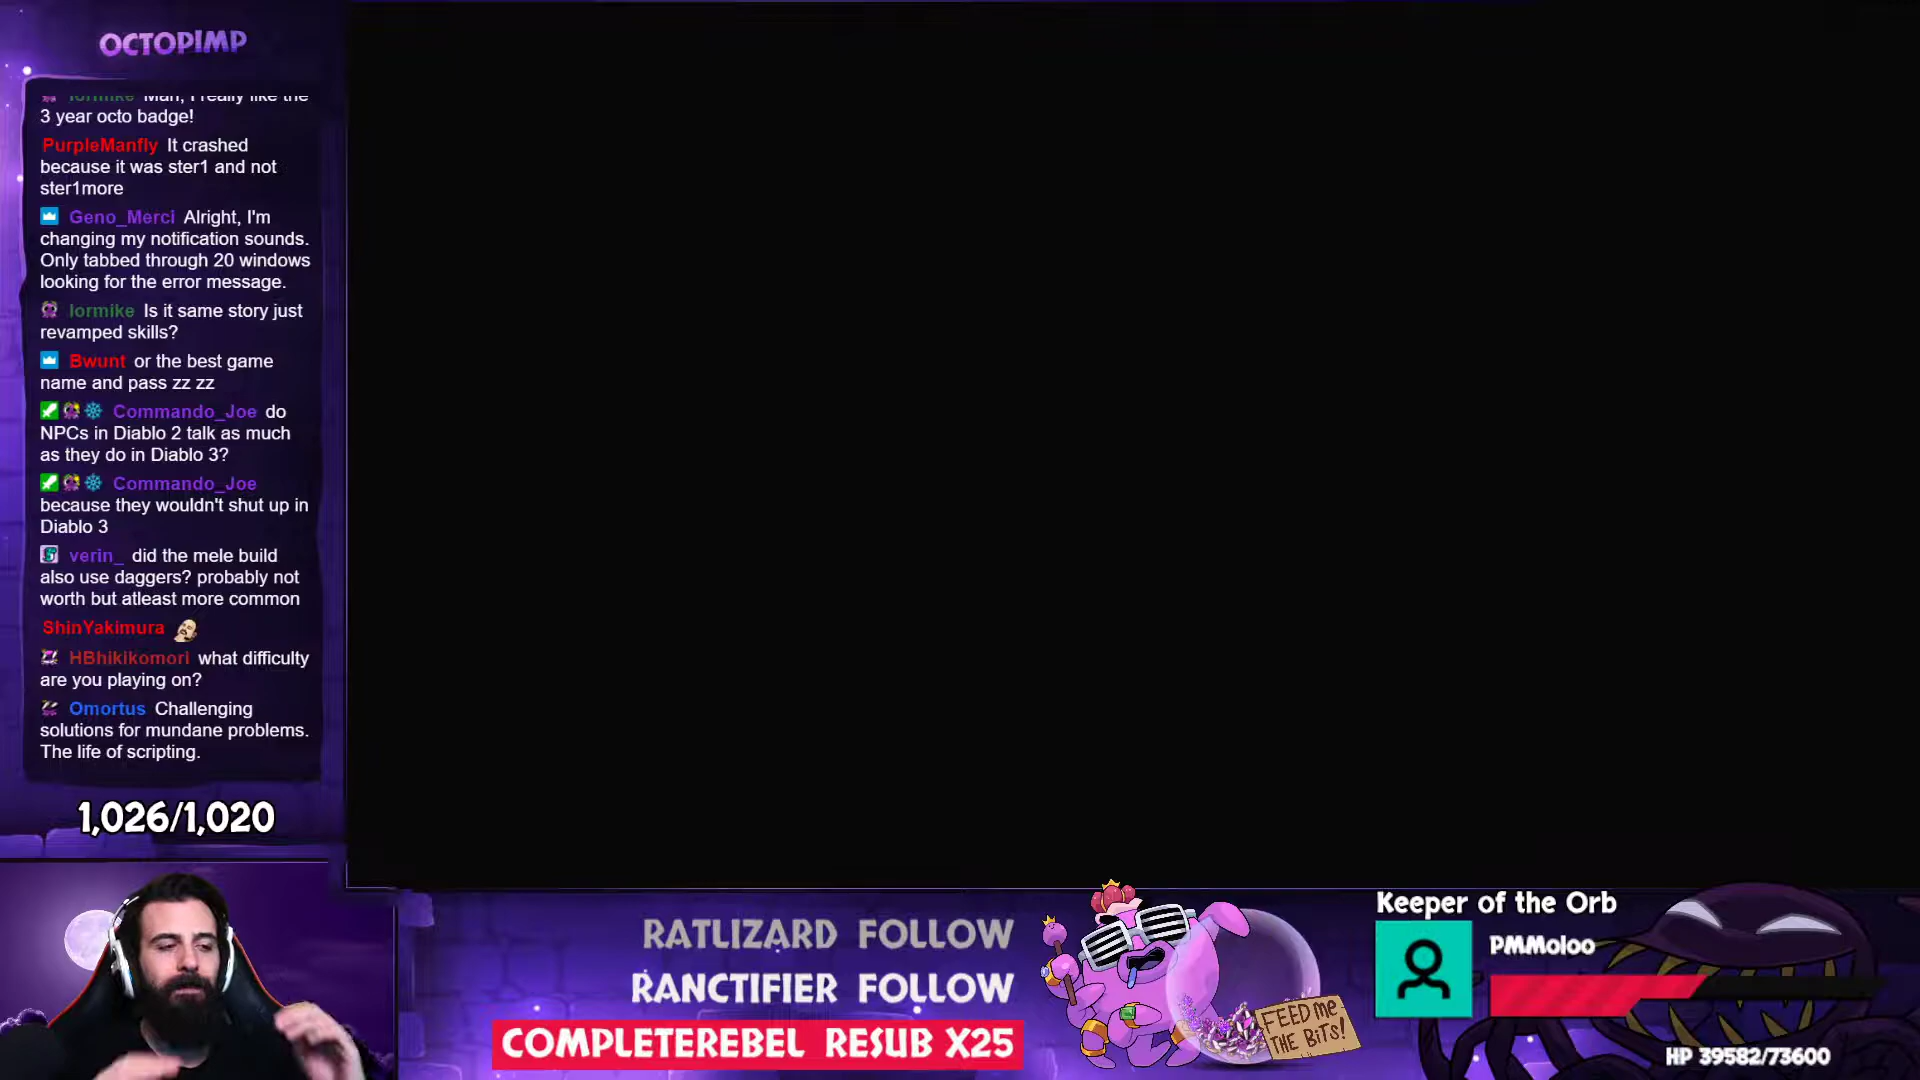 OCTOPIMP
Iormike Man, I really like the
3 year octo badge!
PurpleManfly It crashed
because it was ster1 and not
ster1more
Geno_Merci Alright, I'm
changing my notification sounds.
Only tabbed through 20 windows
looking for the error message.
Iormike Is it same story just
revamped skills?
Bwunt or the best game
name and pass zz zz
Commando_Joe do
NPCs in Diablo 2 talk as much
as they do in Diablo 3?
Commando_Joe
because they wouldn't shut up in
Diablo 3
verin_ did the mele build
also use daggers? probably not
worth but atleast more common
ShinYakimura
HBhikikomori what difficulty
are you playing on?
Omortus Challenging
solutions for mundane problems.
The life of scripting.
1,026/1,020
RATLIZARD FOLLOW
RANCTIFIER FOLLOW
COMPLETEREBEL RESUB X25
FEED ME
THE BITS!
Keeper of the Orb
PMMoloo
HP 39582/73600